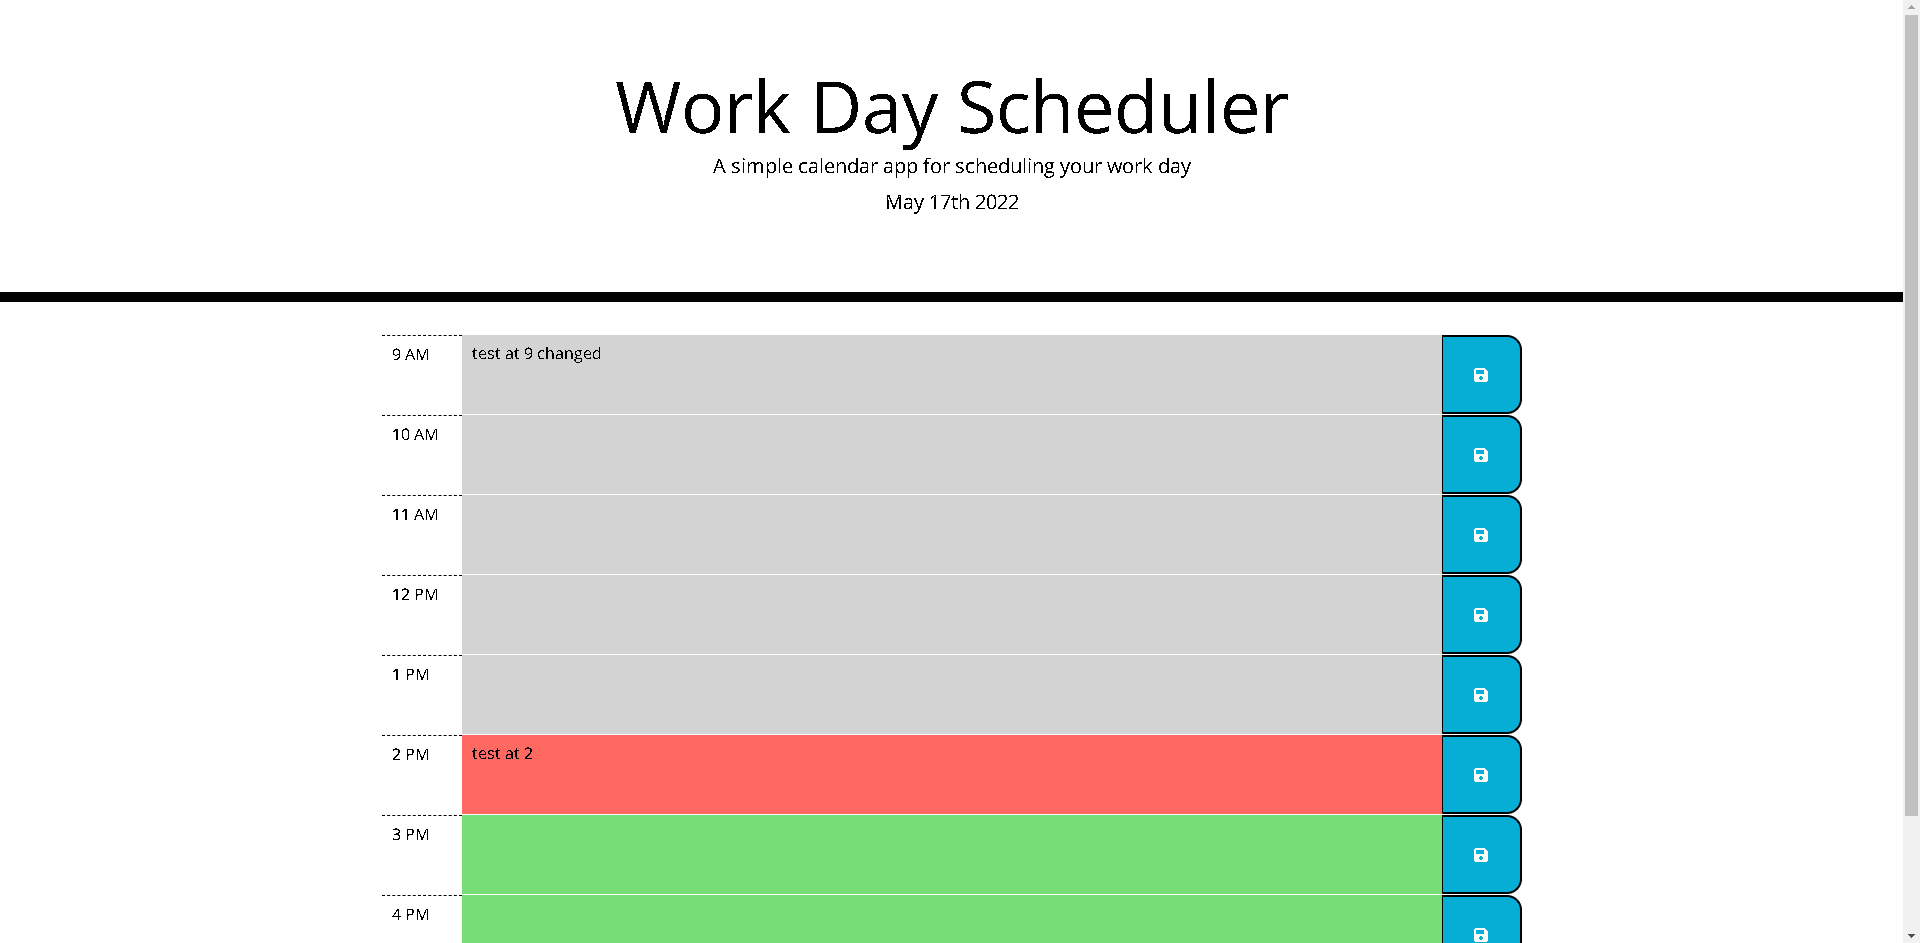 Work Day Scheduler
A simple calendar app for scheduling your work day
May 17th 2022
9 AM
test at 9 changed
10 AM
11 AM
12 PM
1 PM
2 PM
test at 2
3 PM
4 PM